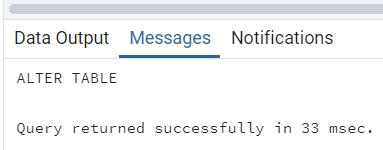 Data Output Messages Notifications
ALTER TABLE
Query returned successfully in 33 msec.